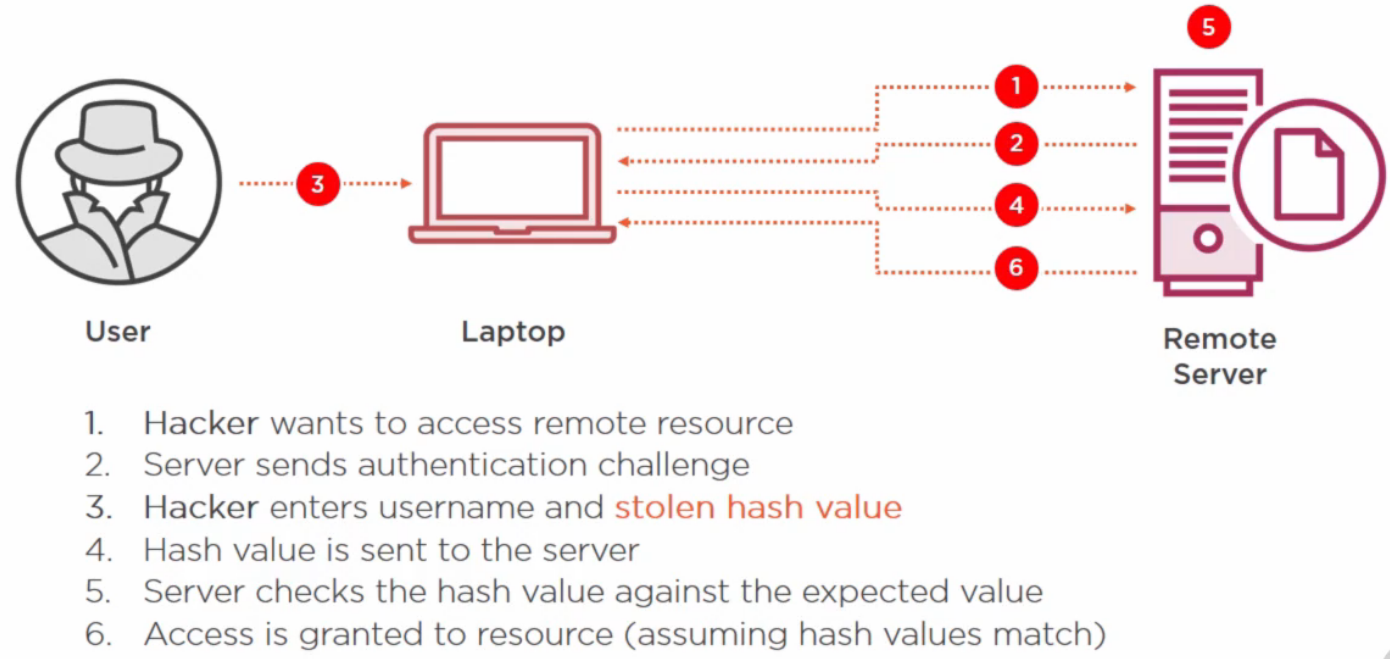 5
1
2
3
4
6
User
Laptop
Remote
Server
1. Hacker wants to access remote resource
2. Server sends authentication challenge
3. Hacker enters username and stolen hash value
4. Hash value is sent to the server
5. Server checks the hash value against the expected value
6. Access is granted to resource (assuming hash values match)